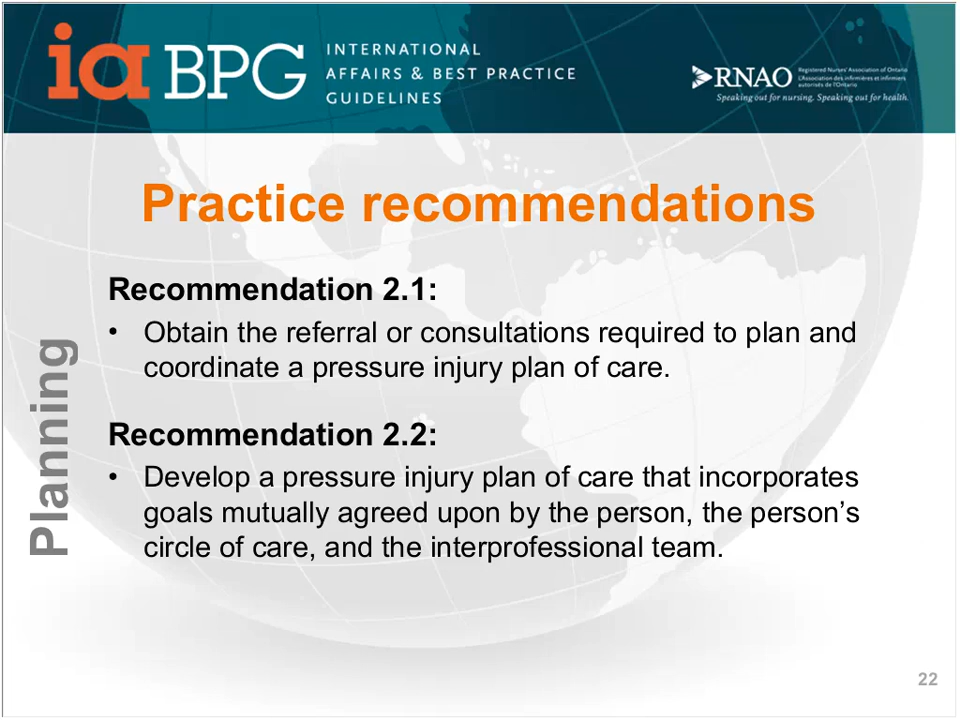 ia BPG
INTERNATIONAL
AFFAIRS & BEST PRACTICE
GUIDELINES
RNAO
Registered Nurses' Association of Ontario
L'Association des infirmières et infirmiers
autorisés de l'Ontario
Speaking out for nursing. Speaking out for health.
Practice recommendations
Planning
Recommendation 2.1:
• Obtain the referral or consultations required to plan and
coordinate a pressure injury plan of care.
Recommendation 2.2:
• Develop a pressure injury plan of care that incorporates
goals mutually agreed upon by the person, the person’s
circle of care, and the interprofessional team.
22